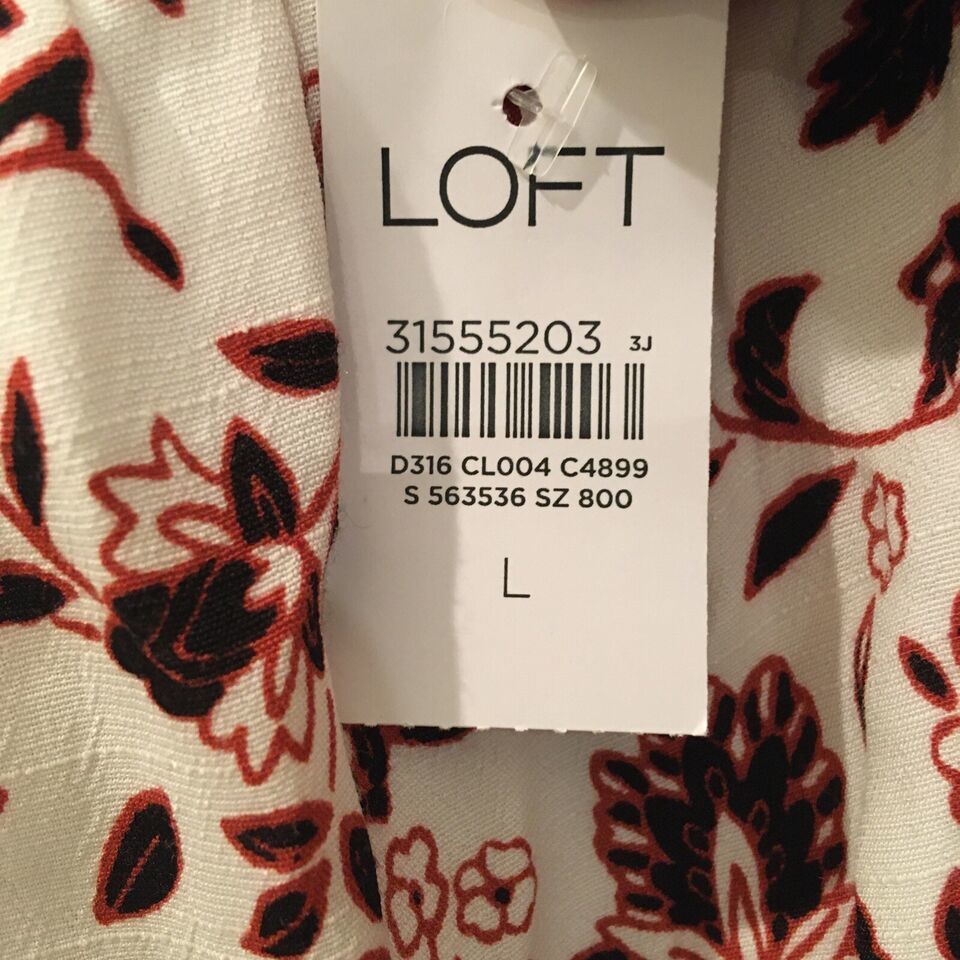 LOFT
31555203 3J
D316 CL004 C4899
S 563536 SZ 800
L